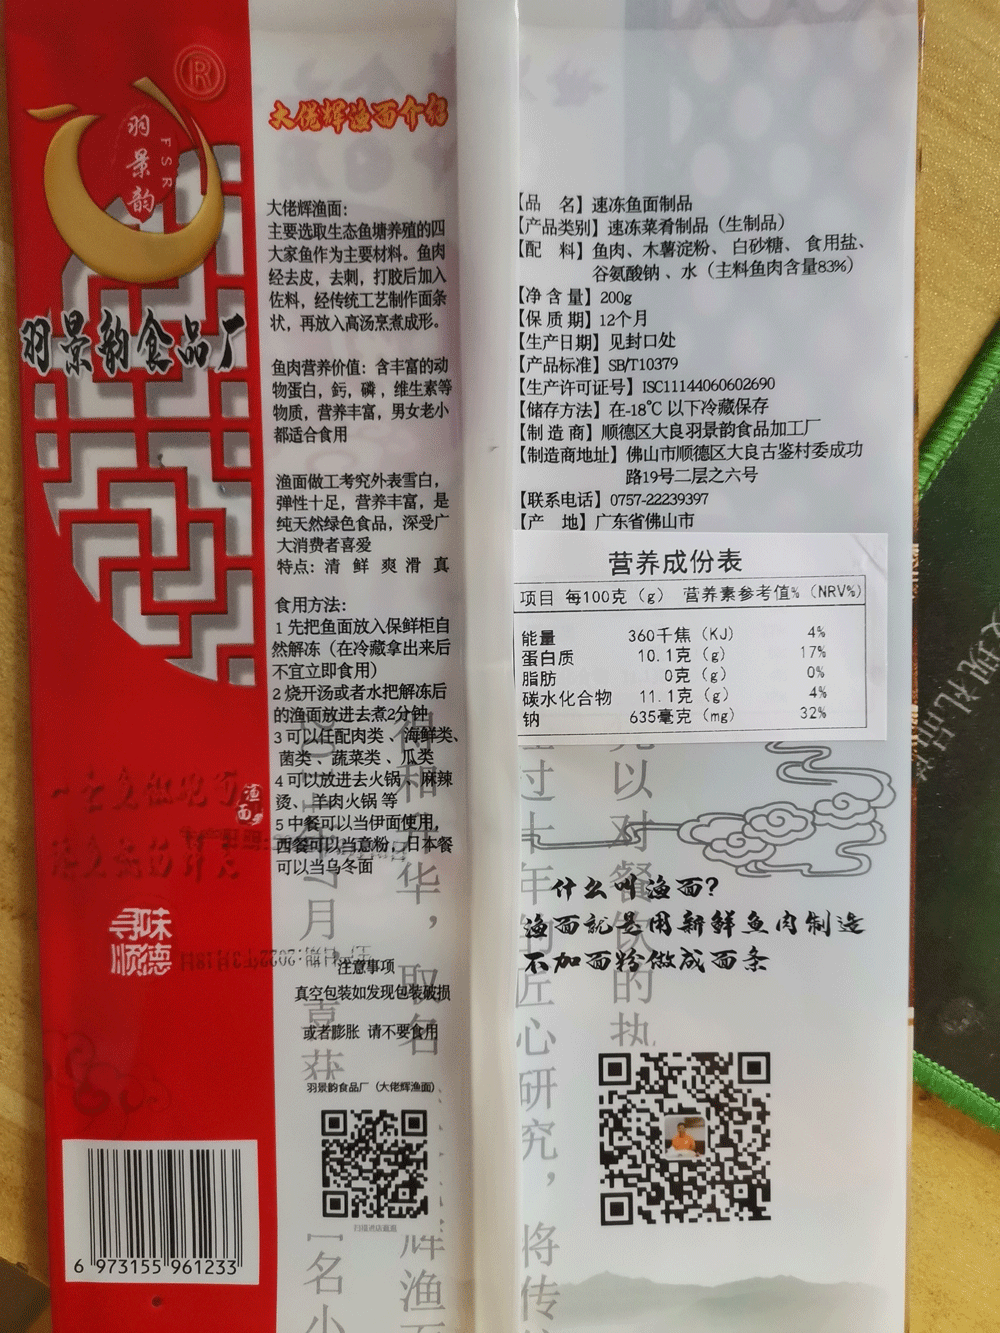 ®
羽景韵
FSR
羽景韵食品厂
渔面
寻味
顺德
6 973155 961233
大佬辉渔面介绍
大佬辉渔面:
主要选取生态鱼塘养殖的四
大家鱼作为主要材料。鱼肉
经去皮，去刺，打胶后加入
佐料，经传统工艺制作面条
状，再放入高汤烹煮成形。
鱼肉营养价值: 含丰富的动
物蛋白，钙，磷，维生素等
物质，营养丰富，男女老小
都适合食用
渔面做工考究外表雪白，
弹性十足，营养丰富，是
纯天然绿色食品，深受广
大消费者喜爱
特点: 清 鲜 爽 滑 真
食用方法:
1 先把鱼面放入保鲜柜自
然解冻（在冷藏拿出来后
不宜立即食用）
2 烧开汤或者水把解冻后
的渔面放进去煮2分钟
3 可以任配肉类、海鲜类、
菌类、蔬菜类、瓜类
4 可以放进去火锅、麻辣
烫、羊肉火锅 等
5 中餐可以当伊面使用，
西餐可以当意粉，日本餐
可以当乌冬面
注意事项
真空包装如发现包装破损
或者膨胀 请不要食用
羽景韵食品厂（大佬辉渔面）
【品 名】速冻鱼面制品
【产品类别】速冻菜肴制品（生制品）
【配 料】鱼肉、木薯淀粉、白砂糖、食用盐、
谷氨酸钠、水（主料鱼肉含量83%）
【净 含 量】200g
【保 质 期】12个月
【生产日期】见封口处
【产品标准】SB/T10379
【生产许可证号】ISC11144060602690
【储存方法】在-18℃ 以下冷藏保存
【制 造 商】顺德区大良羽景韵食品加工厂
【制造商地址】佛山市顺德区大良古鉴村委成功
路19号二层之六号
【联系电话】0757-22239397
【产 地】广东省佛山市
营养成份表
项目 每100克（g） 营养素参考值%（NRV%）
能量 360千焦（KJ） 4%
蛋白质 10.1克（g） 17%
脂肪 0克（g） 0%
碳水化合物 11.1克（g） 4%
钠 635毫克（mg） 32%
什么叫渔面?
渔面就是用新鲜鱼肉制造
不加面粉做成面条